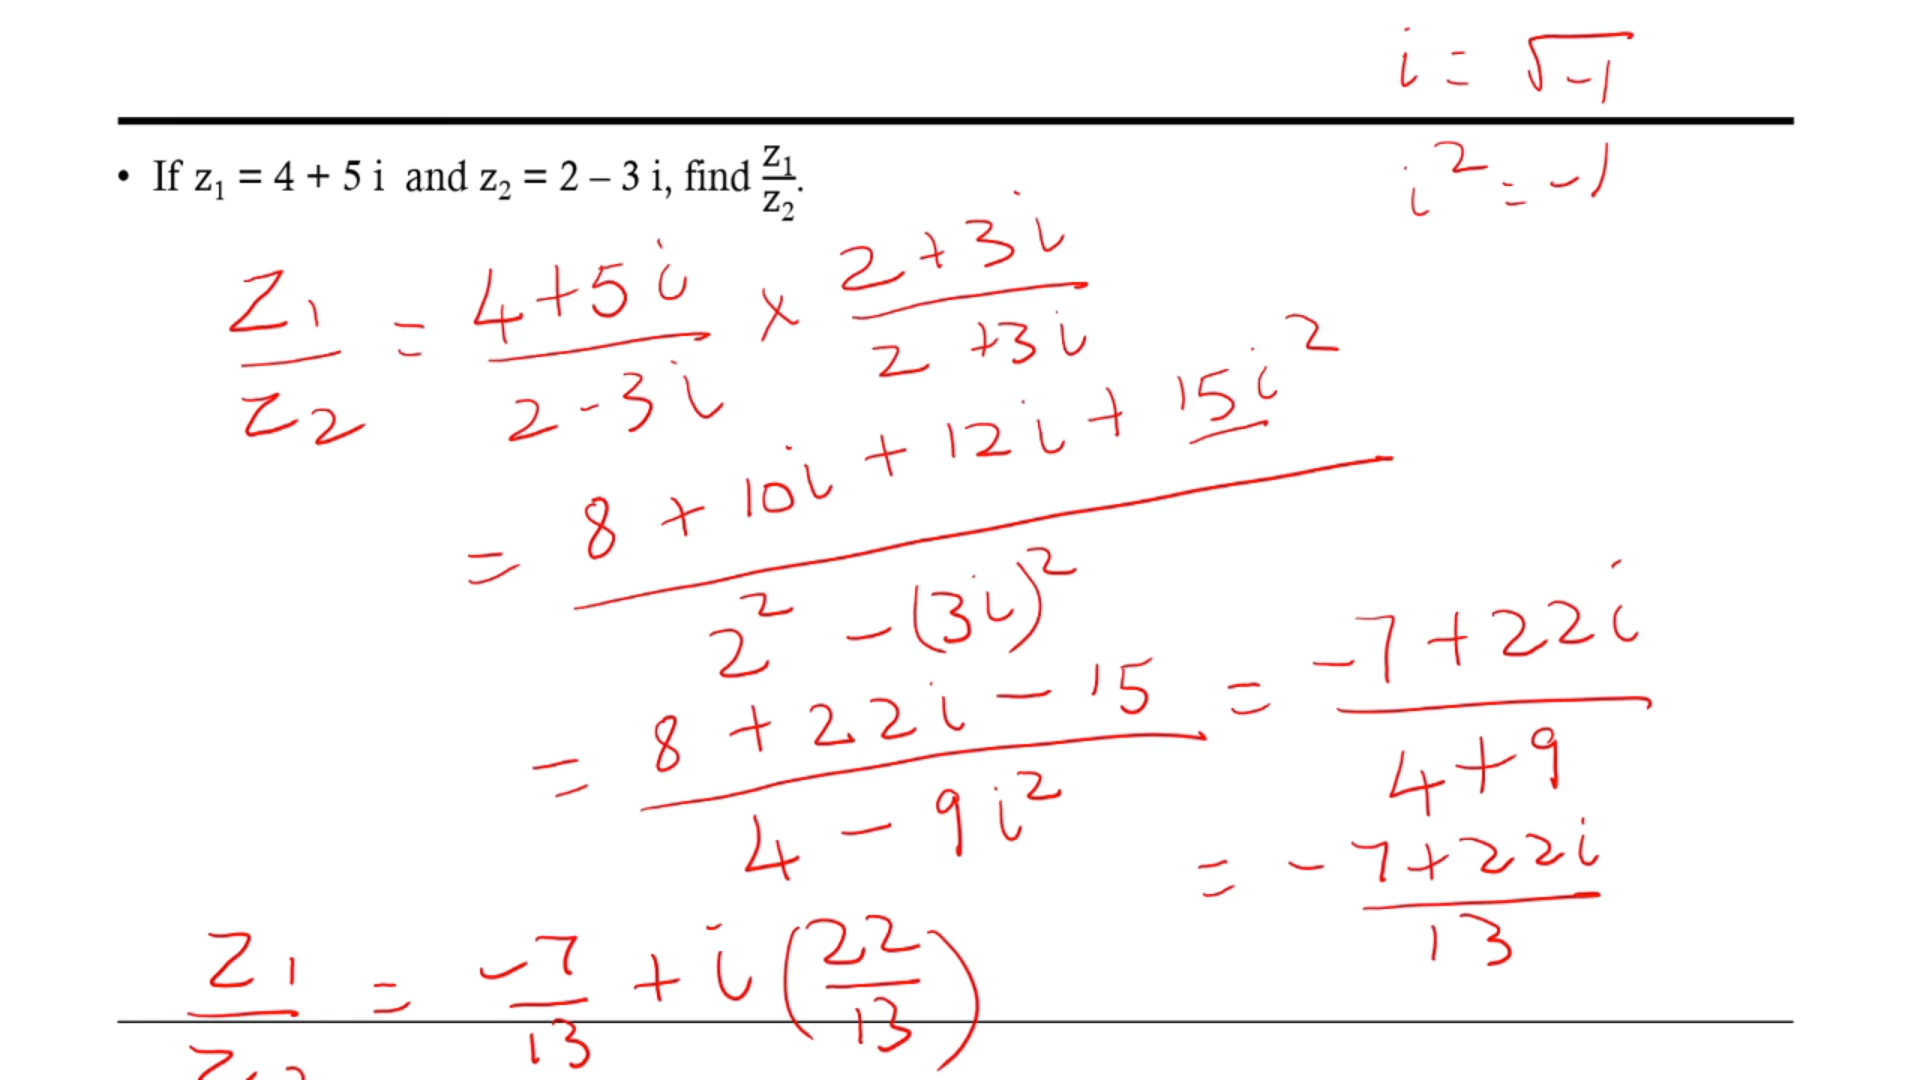 i = √-1
i² = -1
• If z₁ = 4 + 5 i and z₂ = 2 – 3 i, find z₁/z₂.
z₁/z₂ = (4+5i)/(2-3i) × (2+3i)/(2+3i)
= (8 + 10i + 12i + 15i²)/(2² - (3i)²)
= (8 + 22i - 15)/(4 - 9i²) = (-7+22i)/(4+9)
= (-7+22i)/13
z₁/z₂ = -7/13 + i(22/13)